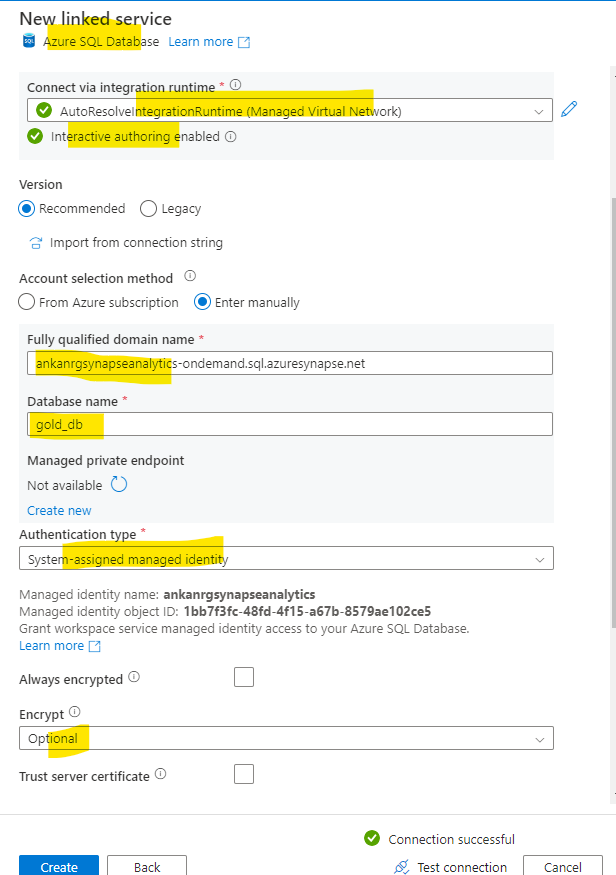 New linked service
SQL
Azure SQL Database Learn more
Connect via integration runtime *
AutoResolveIntegrationRuntime (Managed Virtual Network)
Interactive authoring enabled
Version
Recommended Legacy
Import from connection string
Account selection method
From Azure subscription Enter manually
Fully qualified domain name *
ankanrgsynapseanalytics-ondemand.sql.azuresynapse.net
Database name *
gold_db
Managed private endpoint
Not available
Create new
Authentication type *
System-assigned managed identity
Managed identity name: ankanrgsynapseanalytics
Managed identity object ID: 1bb7f3fc-48fd-4f15-a67b-8579ae102ce5
Grant workspace service managed identity access to your Azure SQL Database.
Learn more
Always encrypted
Encrypt
Optional
Trust server certificate
Connection successful
Create Back Test connection Cancel